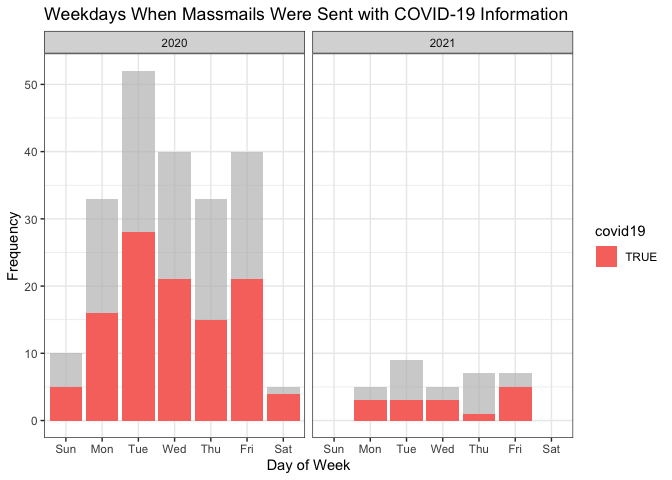 Weekdays When Massmails Were Sent with COVID-19 Information
2020
2021
50
40
30
20
10
0
Frequency
Sun Mon Tue Wed Thu Fri Sat
Sun Mon Tue Wed Thu Fri Sat
Day of Week
covid19
TRUE